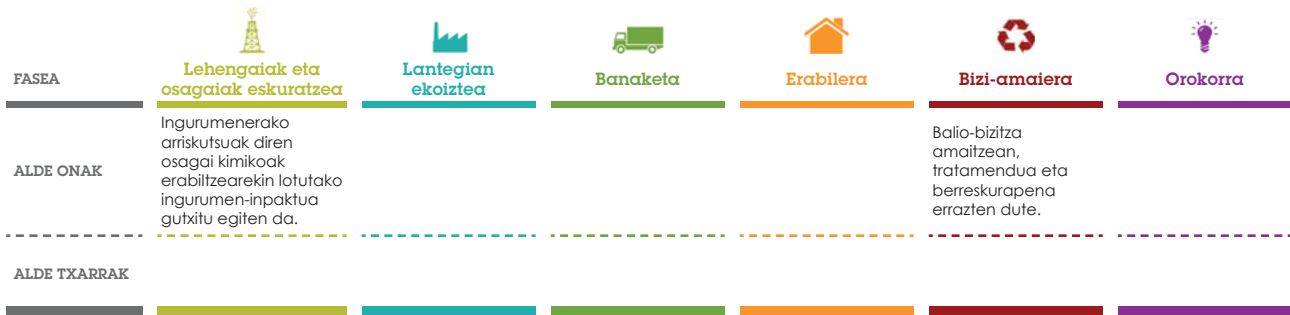 FASEA
Lehengaiak eta
osagaiak eskuratzea
Lantegian
ekoiztea
Banaketa
Erabilera
Bizi-amaiera
Orokorra
ALDE ONAK
Ingurumenerako
arriskutsuak diren
osagai kimikoak
erabiltzearekin lotutako
ingurumen-inpaktua
gutxitu egiten da.
Balio-bizitza
amaitzean,
tratamendua eta
berreskurapena
errazten dute.
ALDE TXARRAK